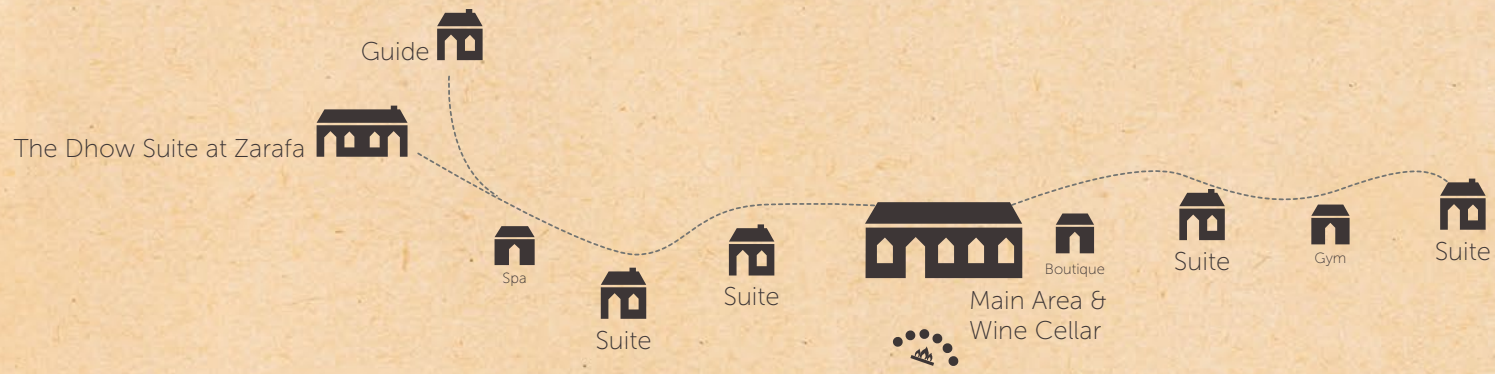 Guide
The Dhow Suite at Zarafa
Spa
Suite
Suite
Main Area &
Wine Cellar
Boutique
Suite
Gym
Suite